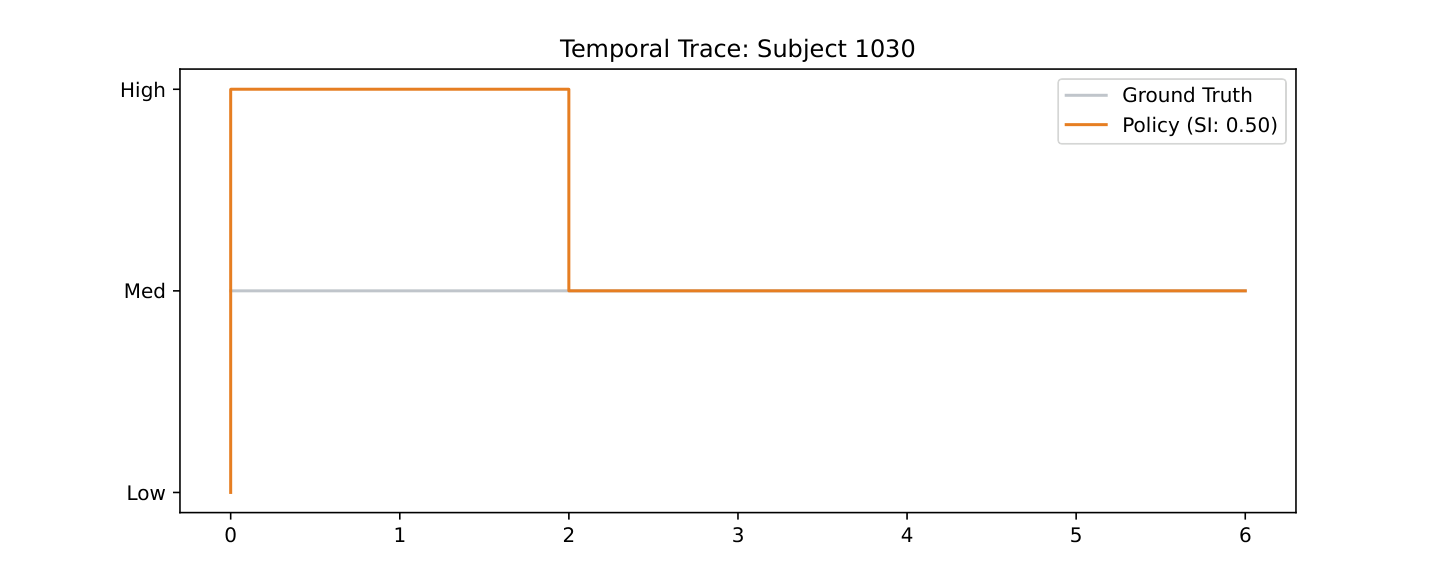 Temporal Trace: Subject 1030
High
Med
Low
Ground Truth
Policy (SI: 0.50)
0 1 2 3 4 5 6